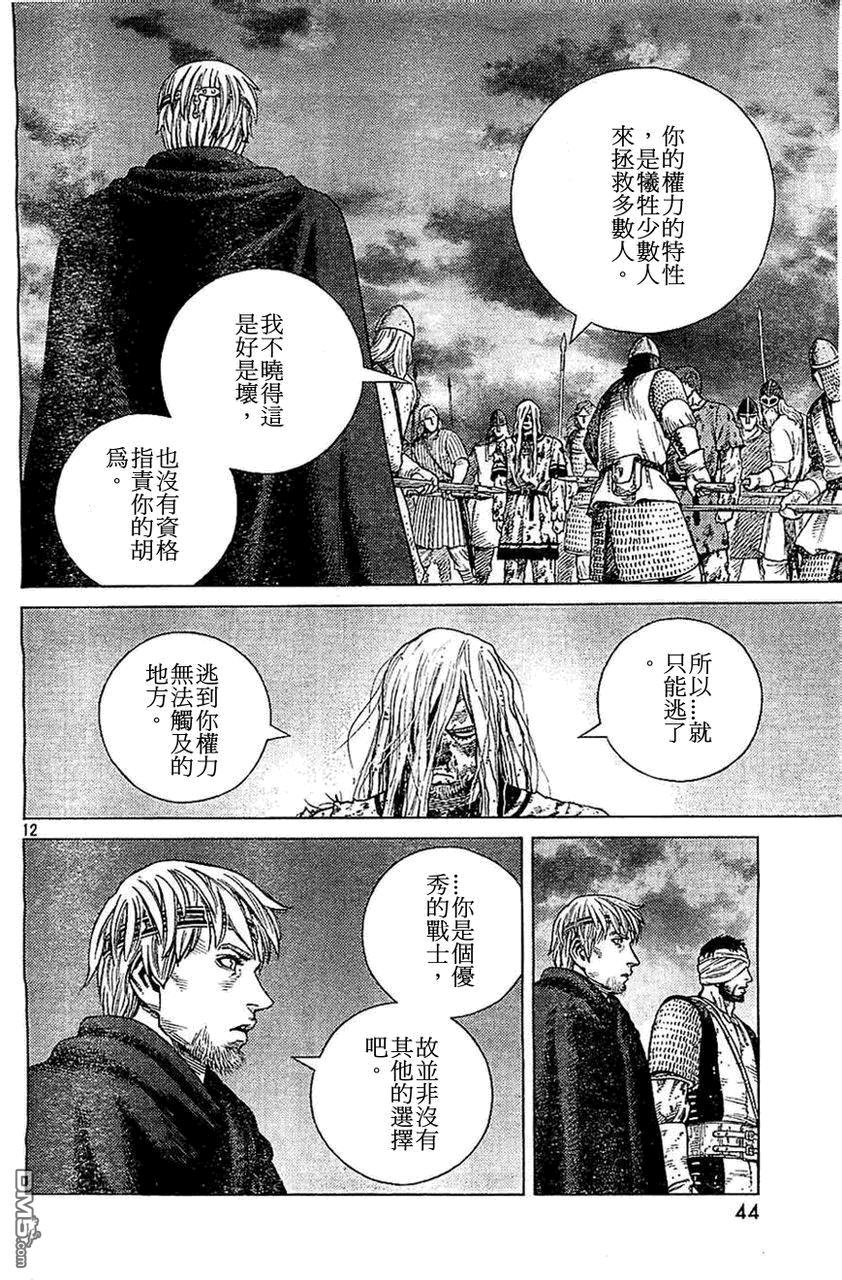 你的權力的特性
，是犧牲少數人
來拯救多數人。
我不曉得這
是好是壞，
也沒有資格
指責你的胡
為。
所以……就
只能逃了
。
逃到你權力
無法觸及的
地方。
12
……你是個優
秀的戰士，
故並非沒有
其他的選擇
吧。
44
DM5.com